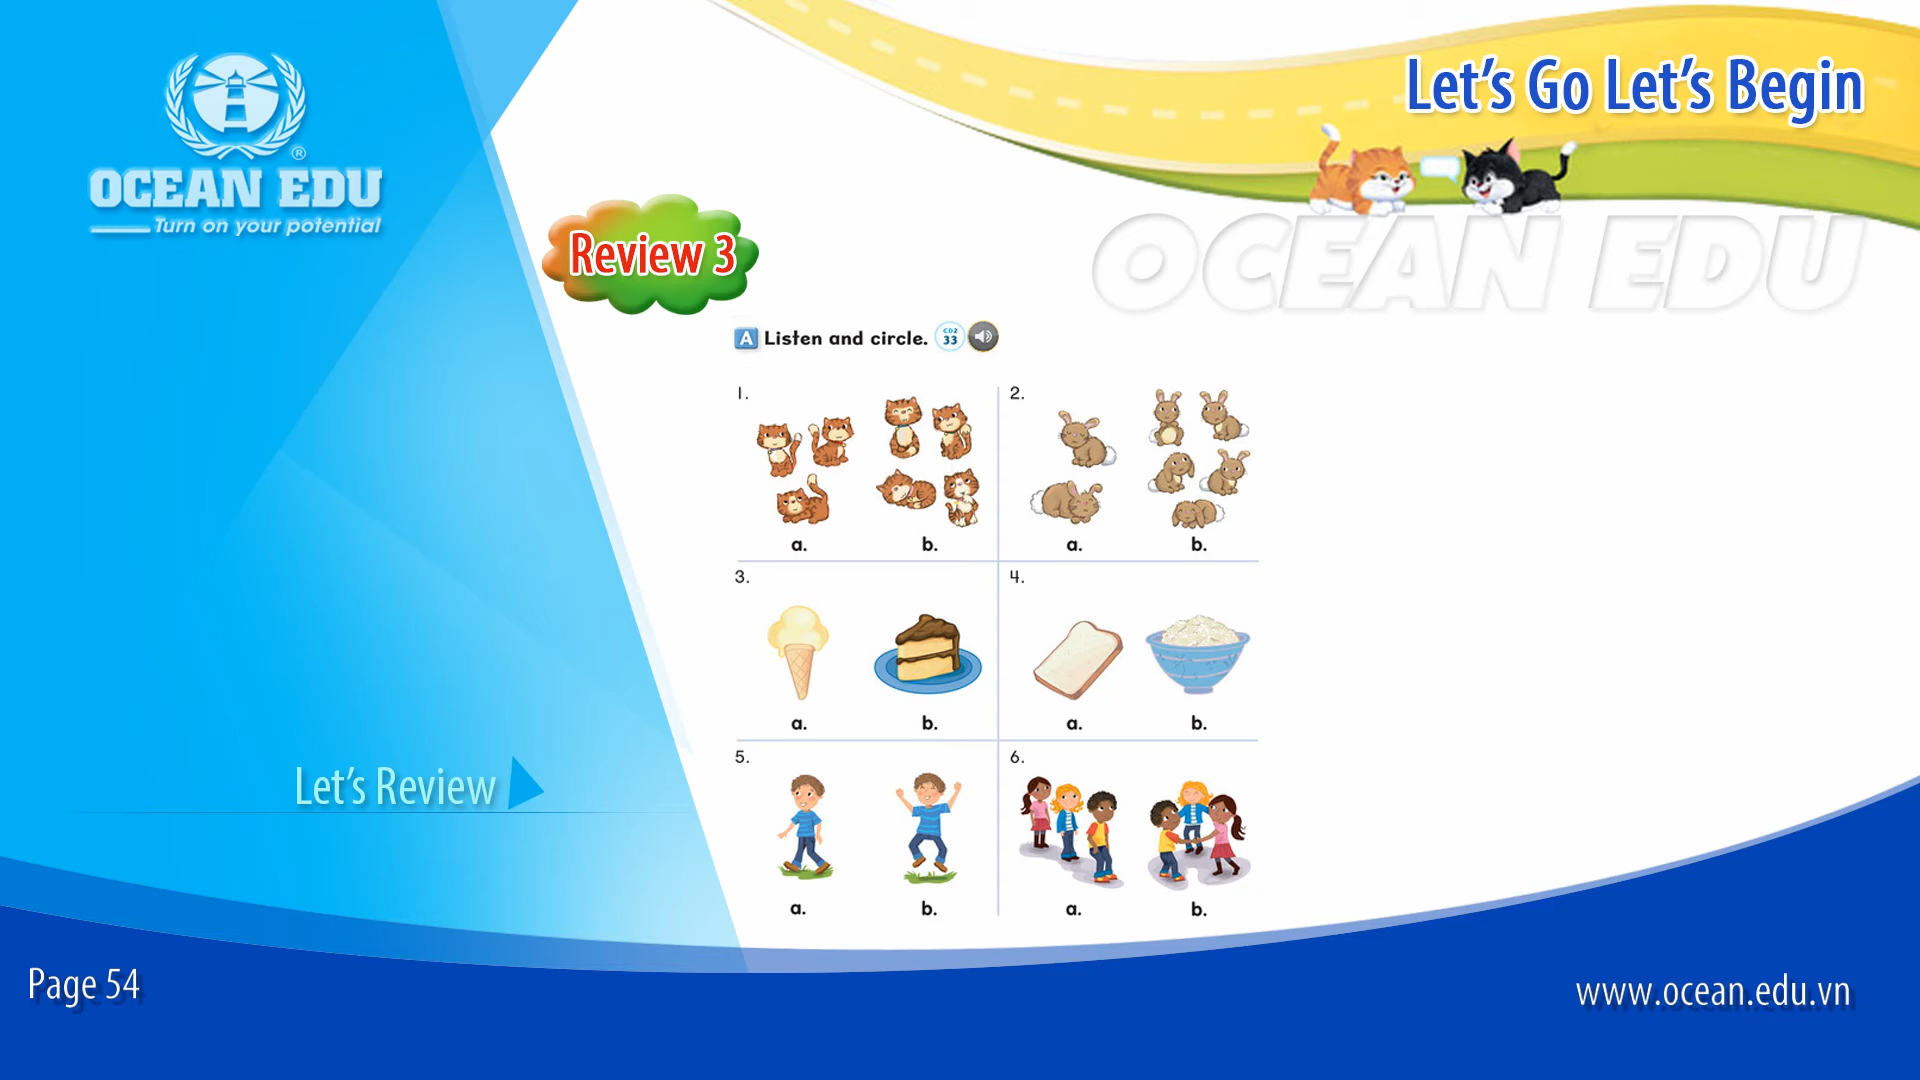 OCEAN EDU
®
Turn on your potential
Let's Go Let's Begin
OCEAN EDU
Review 3
A Listen and circle. CD2 33
1.
a. b.
2.
a. b.
3.
a. b.
4.
a. b.
5.
a. b.
6.
a. b.
Let's Review
Page 54
www.ocean.edu.vn